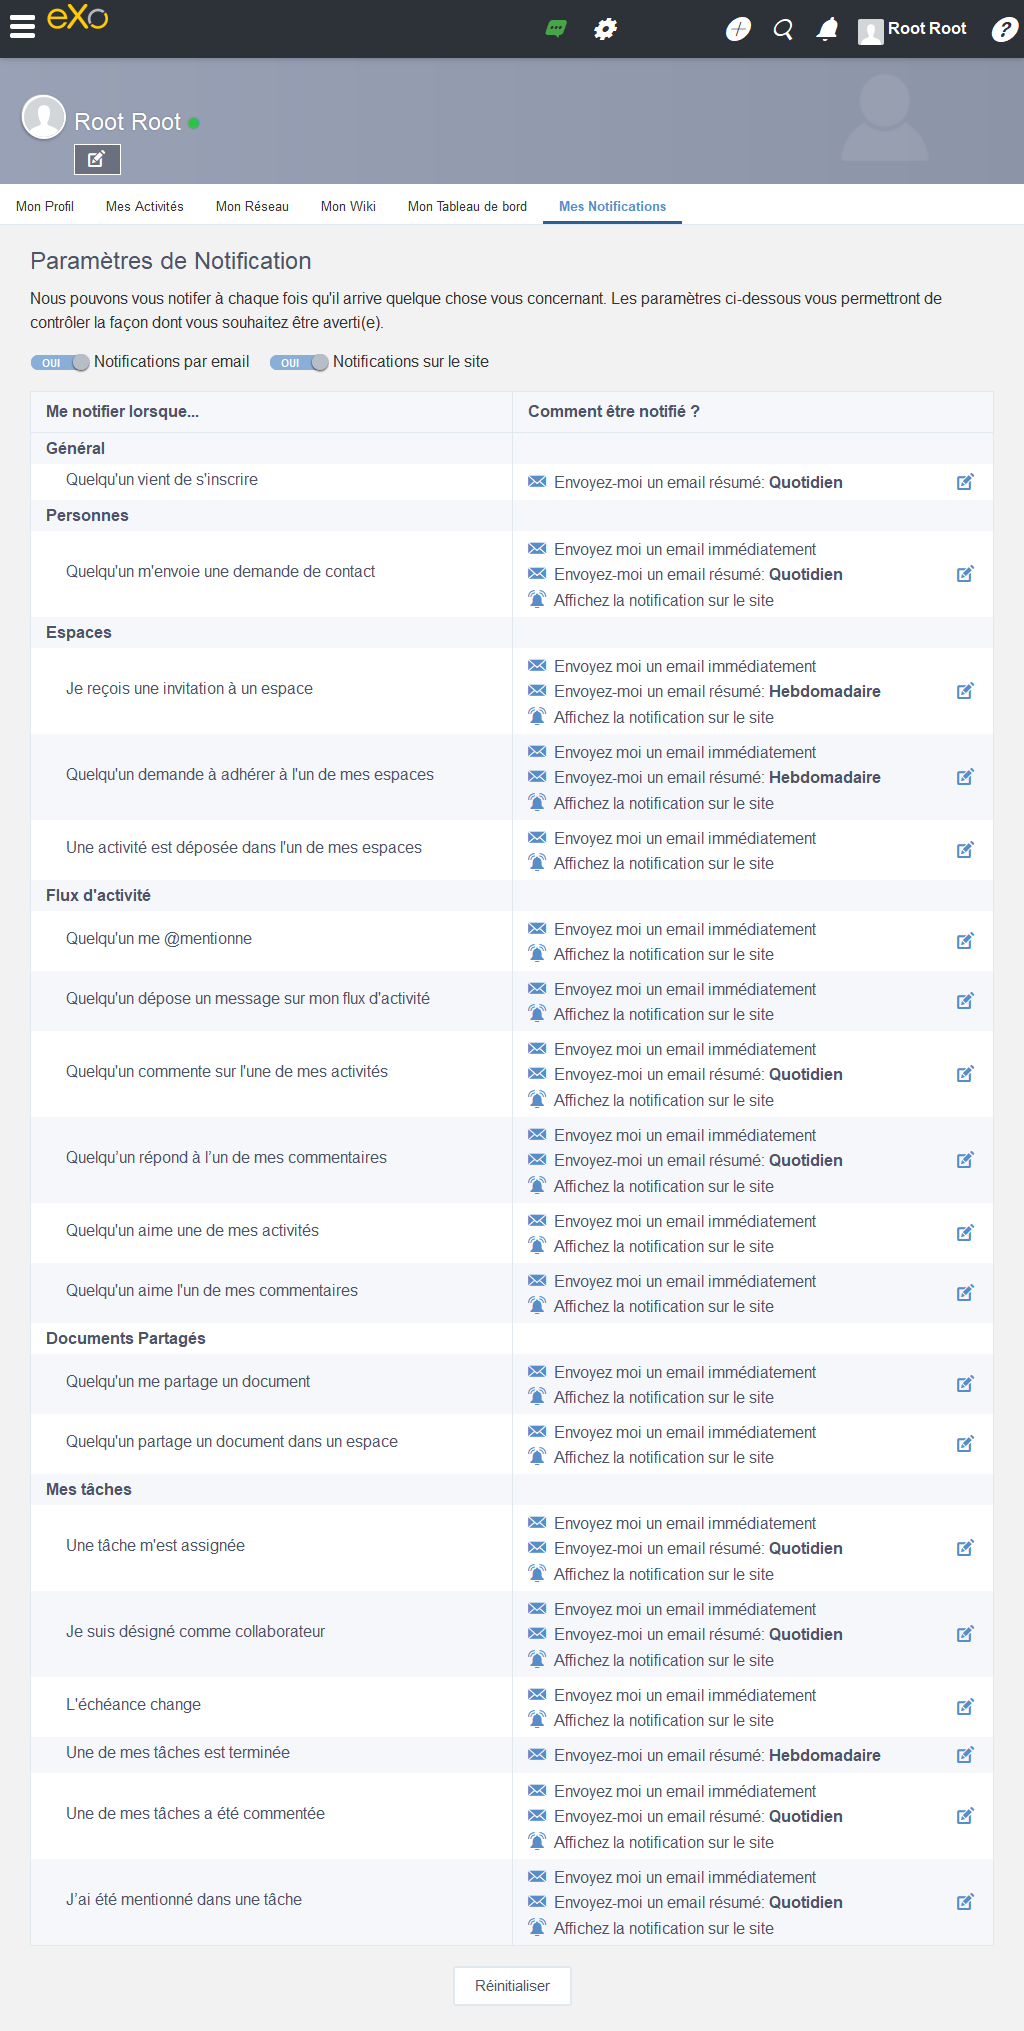 eXo
Root Root
?
Root Root
Mon Profil Mes Activités Mon Réseau Mon Wiki Mon Tableau de bord Mes Notifications
Paramètres de Notification
Nous pouvons vous notifer à chaque fois qu'il arrive quelque chose vous concernant. Les paramètres ci-dessous vous permettront de
contrôler la façon dont vous souhaitez être averti(e).
OUI Notifications par email OUI Notifications sur le site
Me notifier lorsque... Comment être notifié ?
Général
Quelqu'un vient de s'inscrire
Envoyez-moi un email résumé: Quotidien
Personnes
Quelqu'un m'envoie une demande de contact
Envoyez moi un email immédiatement
Envoyez-moi un email résumé: Quotidien
Affichez la notification sur le site
Espaces
Je reçois une invitation à un espace
Envoyez moi un email immédiatement
Envoyez-moi un email résumé: Hebdomadaire
Affichez la notification sur le site
Quelqu'un demande à adhérer à l'un de mes espaces
Envoyez moi un email immédiatement
Envoyez-moi un email résumé: Hebdomadaire
Affichez la notification sur le site
Une activité est déposée dans l'un de mes espaces
Envoyez moi un email immédiatement
Affichez la notification sur le site
Flux d'activité
Quelqu'un me @mentionne
Envoyez moi un email immédiatement
Affichez la notification sur le site
Quelqu'un dépose un message sur mon flux d'activité
Envoyez moi un email immédiatement
Affichez la notification sur le site
Quelqu'un commente sur l'une de mes activités
Envoyez moi un email immédiatement
Envoyez-moi un email résumé: Quotidien
Affichez la notification sur le site
Quelqu’un répond à l’un de mes commentaires
Envoyez moi un email immédiatement
Envoyez-moi un email résumé: Quotidien
Affichez la notification sur le site
Quelqu'un aime une de mes activités
Envoyez moi un email immédiatement
Affichez la notification sur le site
Quelqu'un aime l'un de mes commentaires
Envoyez moi un email immédiatement
Affichez la notification sur le site
Documents Partagés
Quelqu'un me partage un document
Envoyez moi un email immédiatement
Affichez la notification sur le site
Quelqu'un partage un document dans un espace
Envoyez moi un email immédiatement
Affichez la notification sur le site
Mes tâches
Une tâche m'est assignée
Envoyez moi un email immédiatement
Envoyez-moi un email résumé: Quotidien
Affichez la notification sur le site
Je suis désigné comme collaborateur
Envoyez moi un email immédiatement
Envoyez-moi un email résumé: Quotidien
Affichez la notification sur le site
L'échéance change
Envoyez moi un email immédiatement
Affichez la notification sur le site
Une de mes tâches est terminée
Envoyez-moi un email résumé: Hebdomadaire
Une de mes tâches a été commentée
Envoyez moi un email immédiatement
Envoyez-moi un email résumé: Quotidien
Affichez la notification sur le site
J’ai été mentionné dans une tâche
Envoyez moi un email immédiatement
Envoyez-moi un email résumé: Quotidien
Affichez la notification sur le site
Réinitialiser